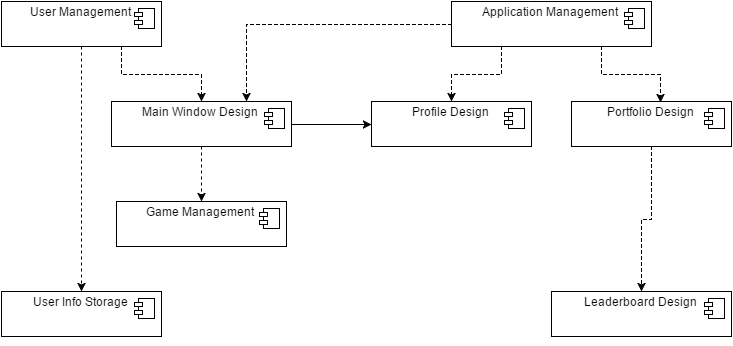 User Management
Application Management
Main Window Design
Profile Design
Portfolio Design
Game Management
User Info Storage
Leaderboard Design